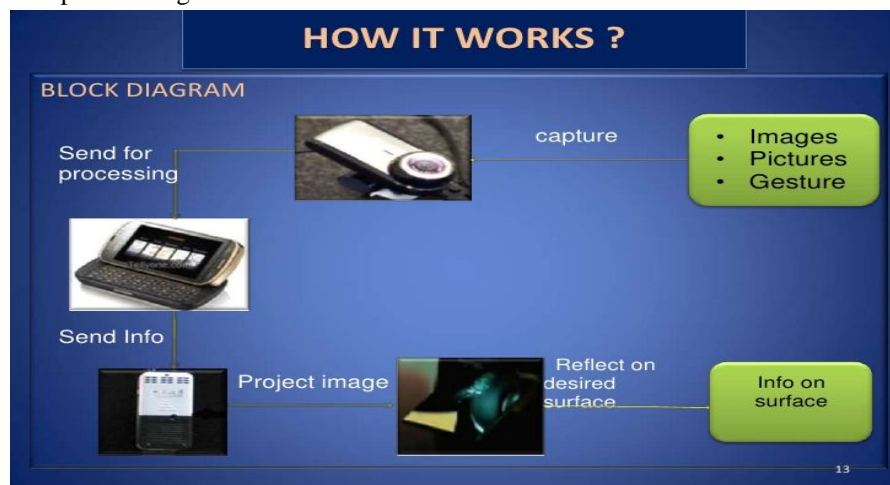 HOW IT WORKS ?
BLOCK DIAGRAM
capture
• Images
• Pictures
• Gesture
Send for
processing
Send Info
Project image
Reflect on
desired
surface
Info on
surface
13